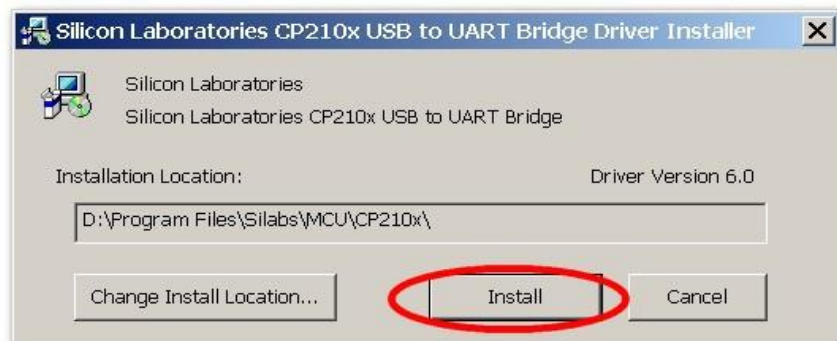 Silicon Laboratories CP210x USB to UART Bridge Driver Installer
Silicon Laboratories
Silicon Laboratories CP210x USB to UART Bridge
Installation Location: Driver Version 6.0
D:\Program Files\Silabs\MCU\CP210x\
Change Install Location... Install Cancel